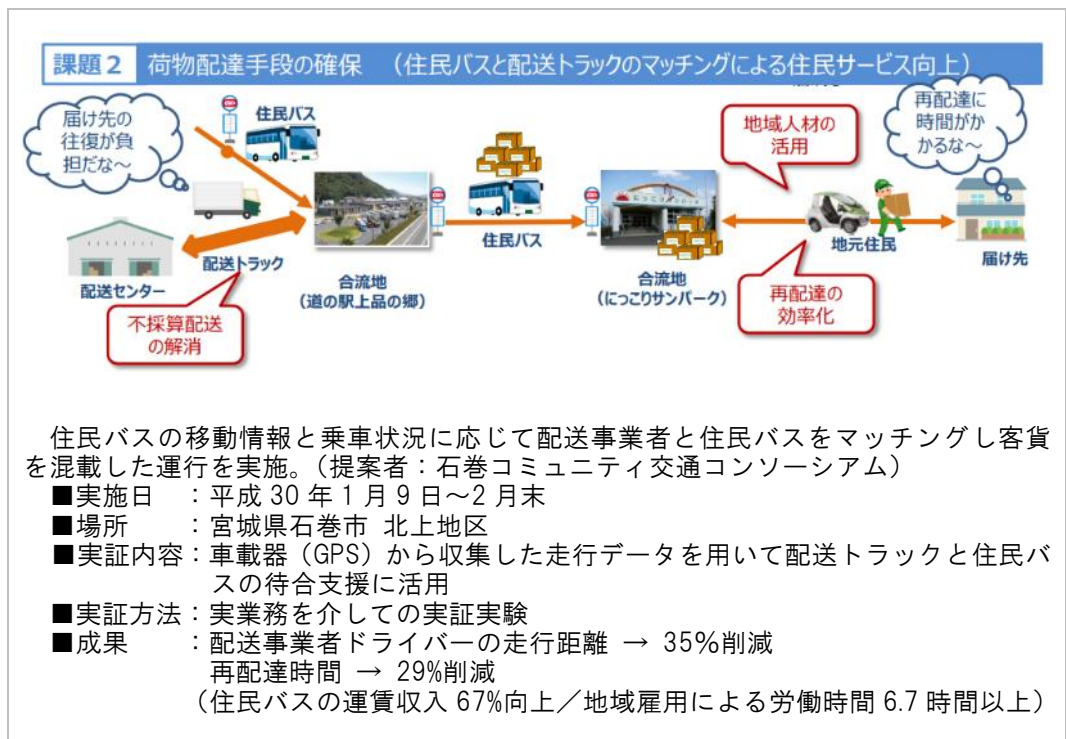 課題2 荷物配達手段の確保 （住民バスと配送トラックのマッチングによる住民サービス向上）
届け先の
往復が負
担だな～
住民バス
地域人材の
活用
再配達に
時間がか
かるな～
配送センター
配送トラック
合流地
（道の駅上品の郷）
住民バス
にっこりサンパーク
合流地
（にっこりサンパーク）
地元住民
届け先
不採算配送
の解消
再配達の
効率化
住民バスの移動情報と乗車状況に応じて配送事業者と住民バスをマッチングし客貨
を混載した運行を実施。（提案者：石巻コミュニティ交通コンソーシアム）
■実施日 ：平成 30 年 1 月 9 日～2 月末
■場所 ：宮城県石巻市 北上地区
■実証内容：車載器（GPS）から収集した走行データを用いて配送トラックと住民バ
スの待合支援に活用
■実証方法：実業務を介しての実証実験
■成果 ：配送事業者ドライバーの走行距離 → 35％削減
再配達時間 → 29%削減
（住民バスの運賃収入 67%向上／地域雇用による労働時間 6.7 時間以上）